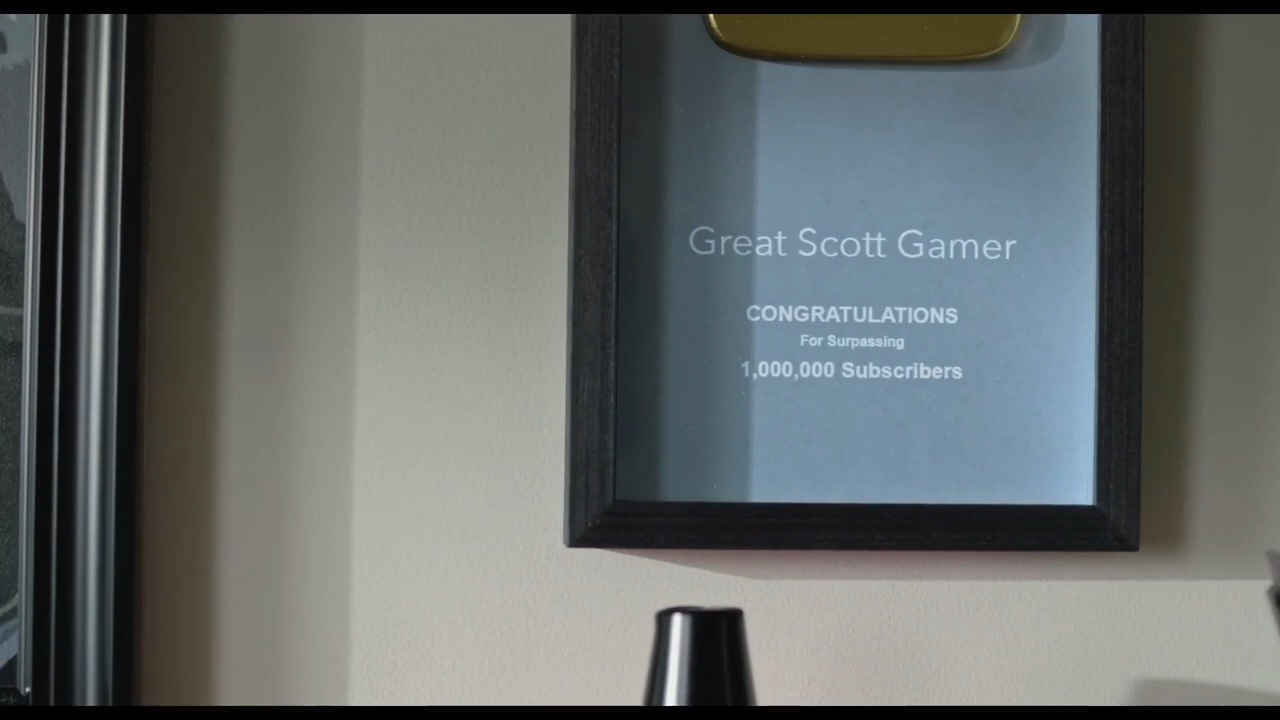 Great Scott Gamer
CONGRATULATIONS
For Surpassing
1,000,000 Subscribers